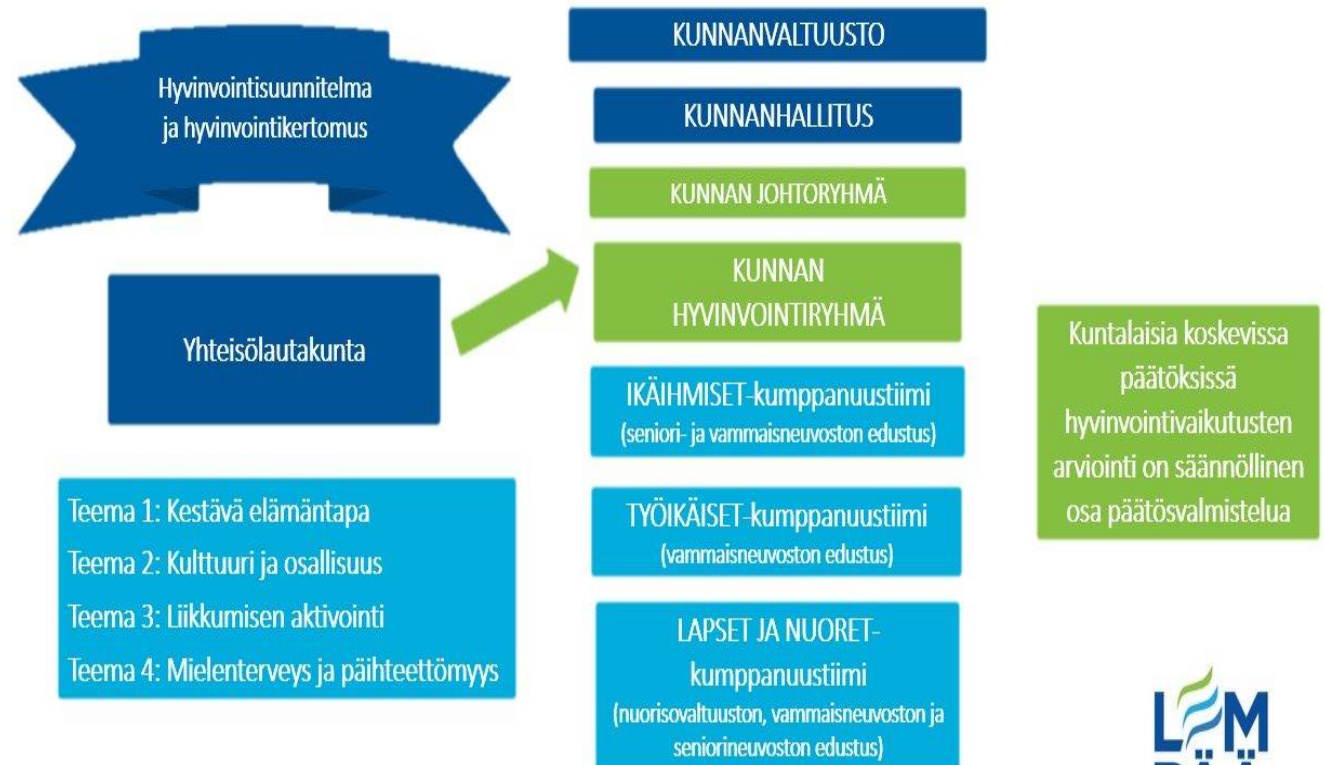 Hyvinvointisuunnitelma
ja hyvinvointikertomus
Yhteisölautakunta
Teema 1: Kestävä elämäntapa
Teema 2: Kulttuuri ja osallisuus
Teema 3: Liikkumisen aktivointi
Teema 4: Mielenterveys ja päihteettömyys
KUNNANVALTUUSTO
KUNNANHALLITUS
KUNNAN JOHTORYHMÄ
KUNNAN
HYVINVOINTIRYHMÄ
IKÄIHMISET-kumppanuustiimi
(seniori- ja vammaisneuvoston edustus)
TYÖIKÄISET-kumppanuustiimi
(vammaisneuvoston edustus)
LAPSET JA NUORET-
kumppanuustiimi
(nuorisovaltuuston, vammaisneuvoston ja
seniorineuvoston edustus)
Kuntalaisia koskevissa
päätöksissä
hyvinvointivaikutusten
arviointi on säännöllinen
osa päätösvalmistelua
LEM
PÄÄ